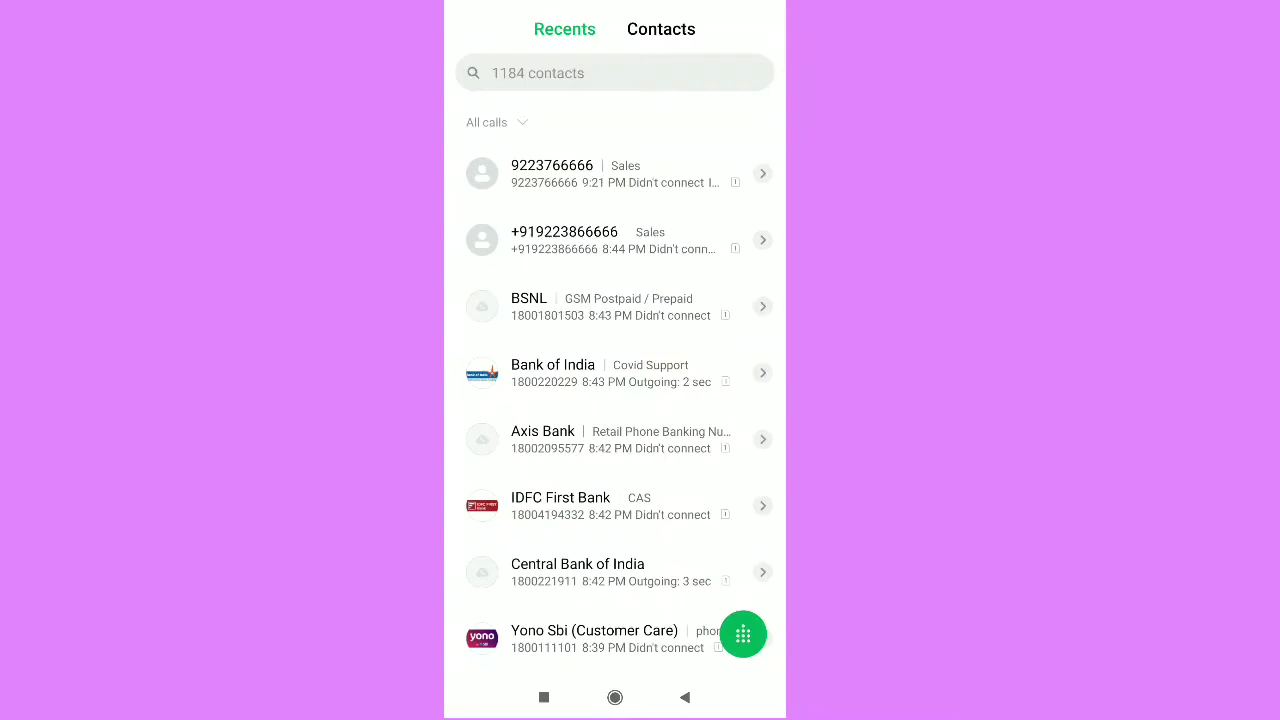 Recents Contacts
1184 contacts
All calls
9223766666 | Sales
9223766666 9:21 PM Didn't connect I...
+919223866666 Sales
+919223866666 8:44 PM Didn't conn...
BSNL | GSM Postpaid / Prepaid
18001801503 8:43 PM Didn't connect
Bank of India | Covid Support
1800220229 8:43 PM Outgoing: 2 sec
Axis Bank | Retail Phone Banking Nu...
18002095577 8:42 PM Didn't connect
IDFC First Bank CAS
18004194332 8:42 PM Didn't connect
Central Bank of India
1800221911 8:42 PM Outgoing: 3 sec
yono
Yono Sbi (Customer Care) | phon
1800111101 8:39 PM Didn't connect